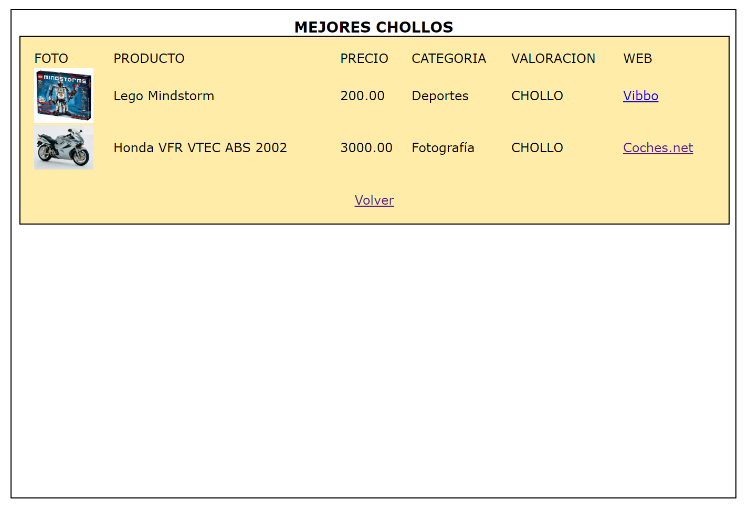 MEJORES CHOLLOS
FOTO PRODUCTO PRECIO CATEGORIA VALORACION WEB
MINDSTORMS
Lego Mindstorm 200.00 Deportes CHOLLO Vibbo
Honda VFR VTEC ABS 2002 3000.00 Fotografía CHOLLO Coches.net
Volver